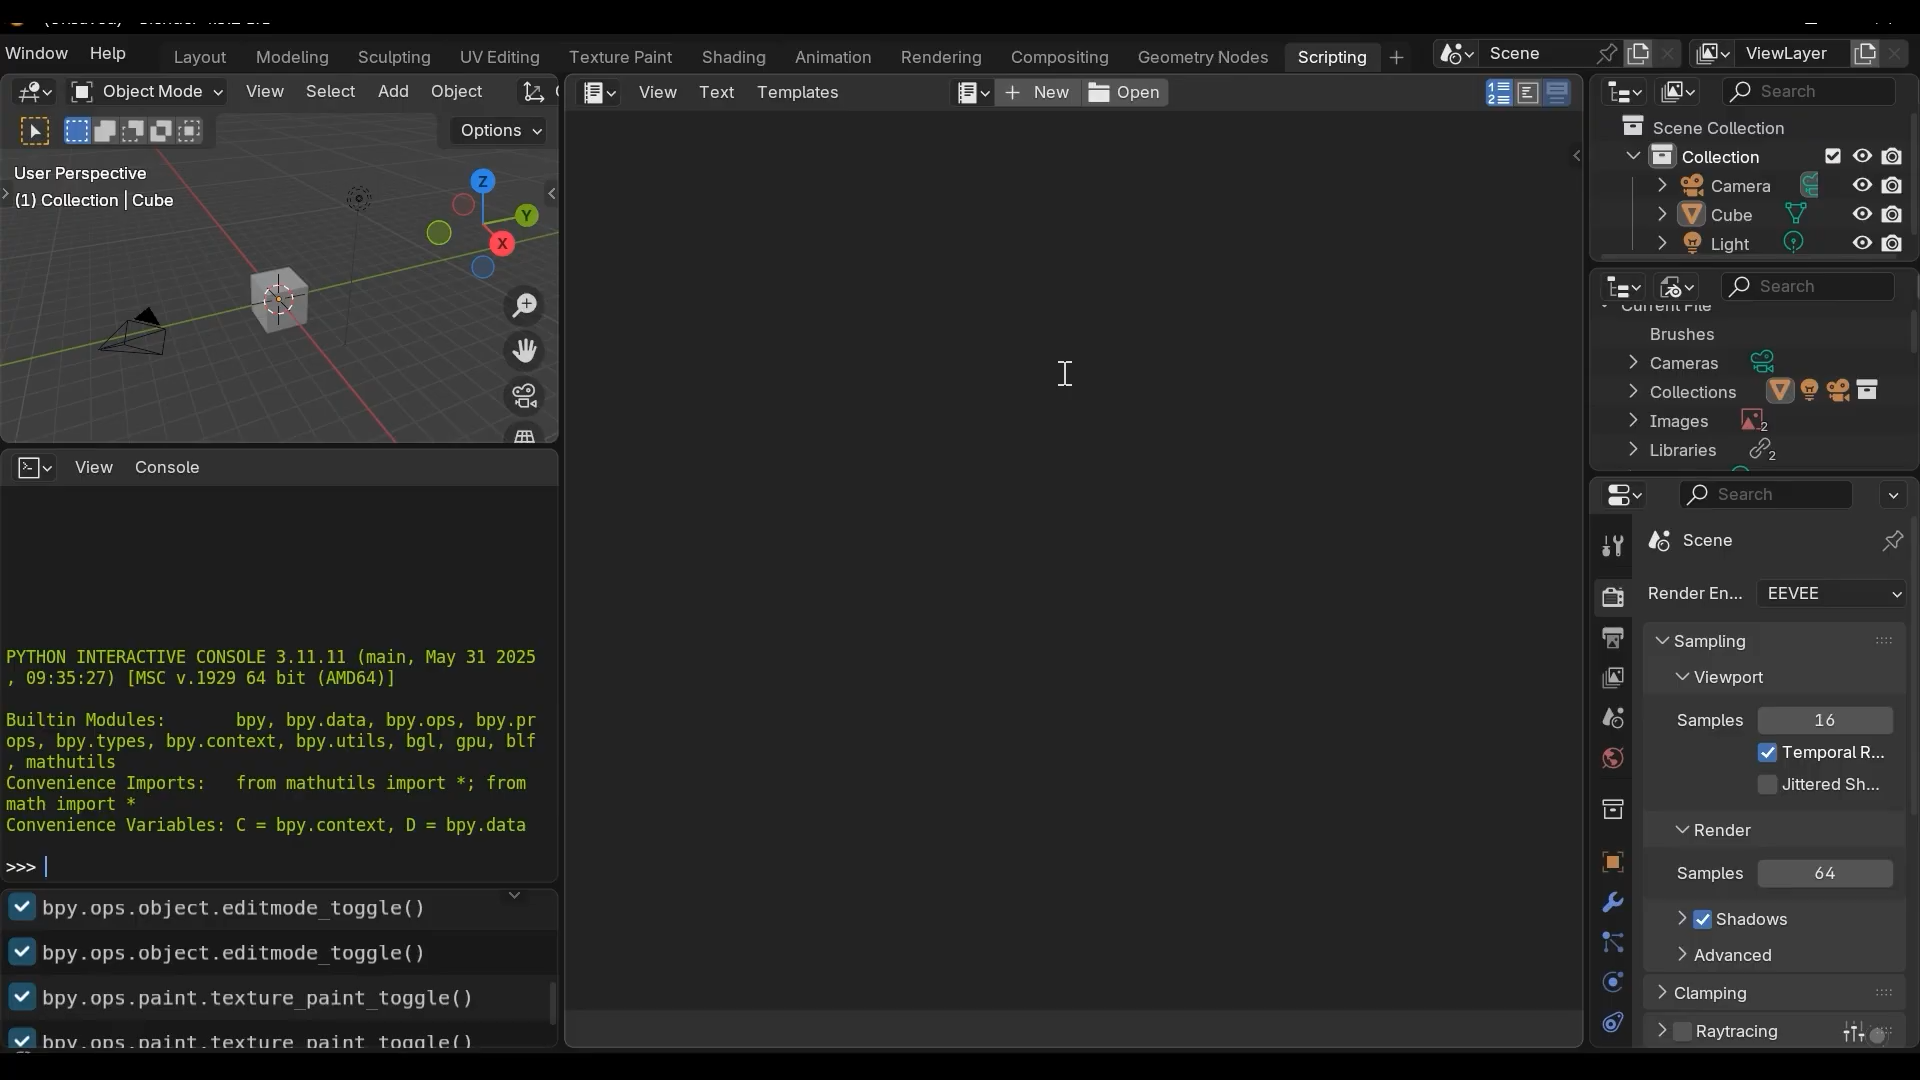 Window Help Layout Modeling Sculpting UV Editing Texture Paint Shading Animation Rendering Compositing Geometry Nodes Scripting + Scene ViewLayer
Object Mode View Select Add Object
Options
User Perspective
(1) Collection | Cube
Z
Y
X
View Console
PYTHON INTERACTIVE CONSOLE 3.11.11 (main, May 31 2025
, 09:35:27) [MSC v.1929 64 bit (AMD64)]
Builtin Modules: bpy, bpy.data, bpy.ops, bpy.pr
ops, bpy.types, bpy.context, bpy.utils, bgl, gpu, blf
, mathutils
Convenience Imports: from mathutils import *; from
math import *
Convenience Variables: C = bpy.context, D = bpy.data
>>>
bpy.ops.object.editmode_toggle()
bpy.ops.object.editmode_toggle()
bpy.ops.paint.texture_paint_toggle()
bpy.ops.paint.texture_paint_toggle()
View Text Templates + New Open
Search
Scene Collection
Collection
Camera
Cube
Light
Search
Current File
Brushes
Cameras
Collections
Images 2
Libraries 2
Search
Scene
Render En... EEVEE
Sampling
Viewport
Samples 16
Temporal R...
Jittered Sh...
Render
Samples 64
Shadows
Advanced
Clamping
Raytracing